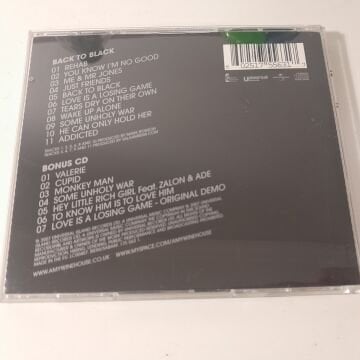 BACK TO BLACK
01 REHAB
02 YOU KNOW I'M NO GOOD
03 ME & MR JONES
04 JUST FRIENDS
05 BACK TO BLACK
06 LOVE IS A LOSING GAME
07 TEARS DRY ON THEIR OWN
08 WAKE UP ALONE
09 SOME UNHOLY WAR
10 HE CAN ONLY HOLD HER
11 ADDICTED
BONUS CD
01 VALERIE
02 CUPID
03 MONKEY MAN
04 SOME UNHOLY WAR
05 HEY LITTLE RICH GIRL Feat. ZALON & ADE
06 TO KNOW HIM IS TO LOVE HIM
07 LOVE IS A LOSING GAME - ORIGINAL DEMO
WWW.AMYWINEHOUSE.CO.UK WWW.MYSPACE.COM/AMYWINEHOUSE